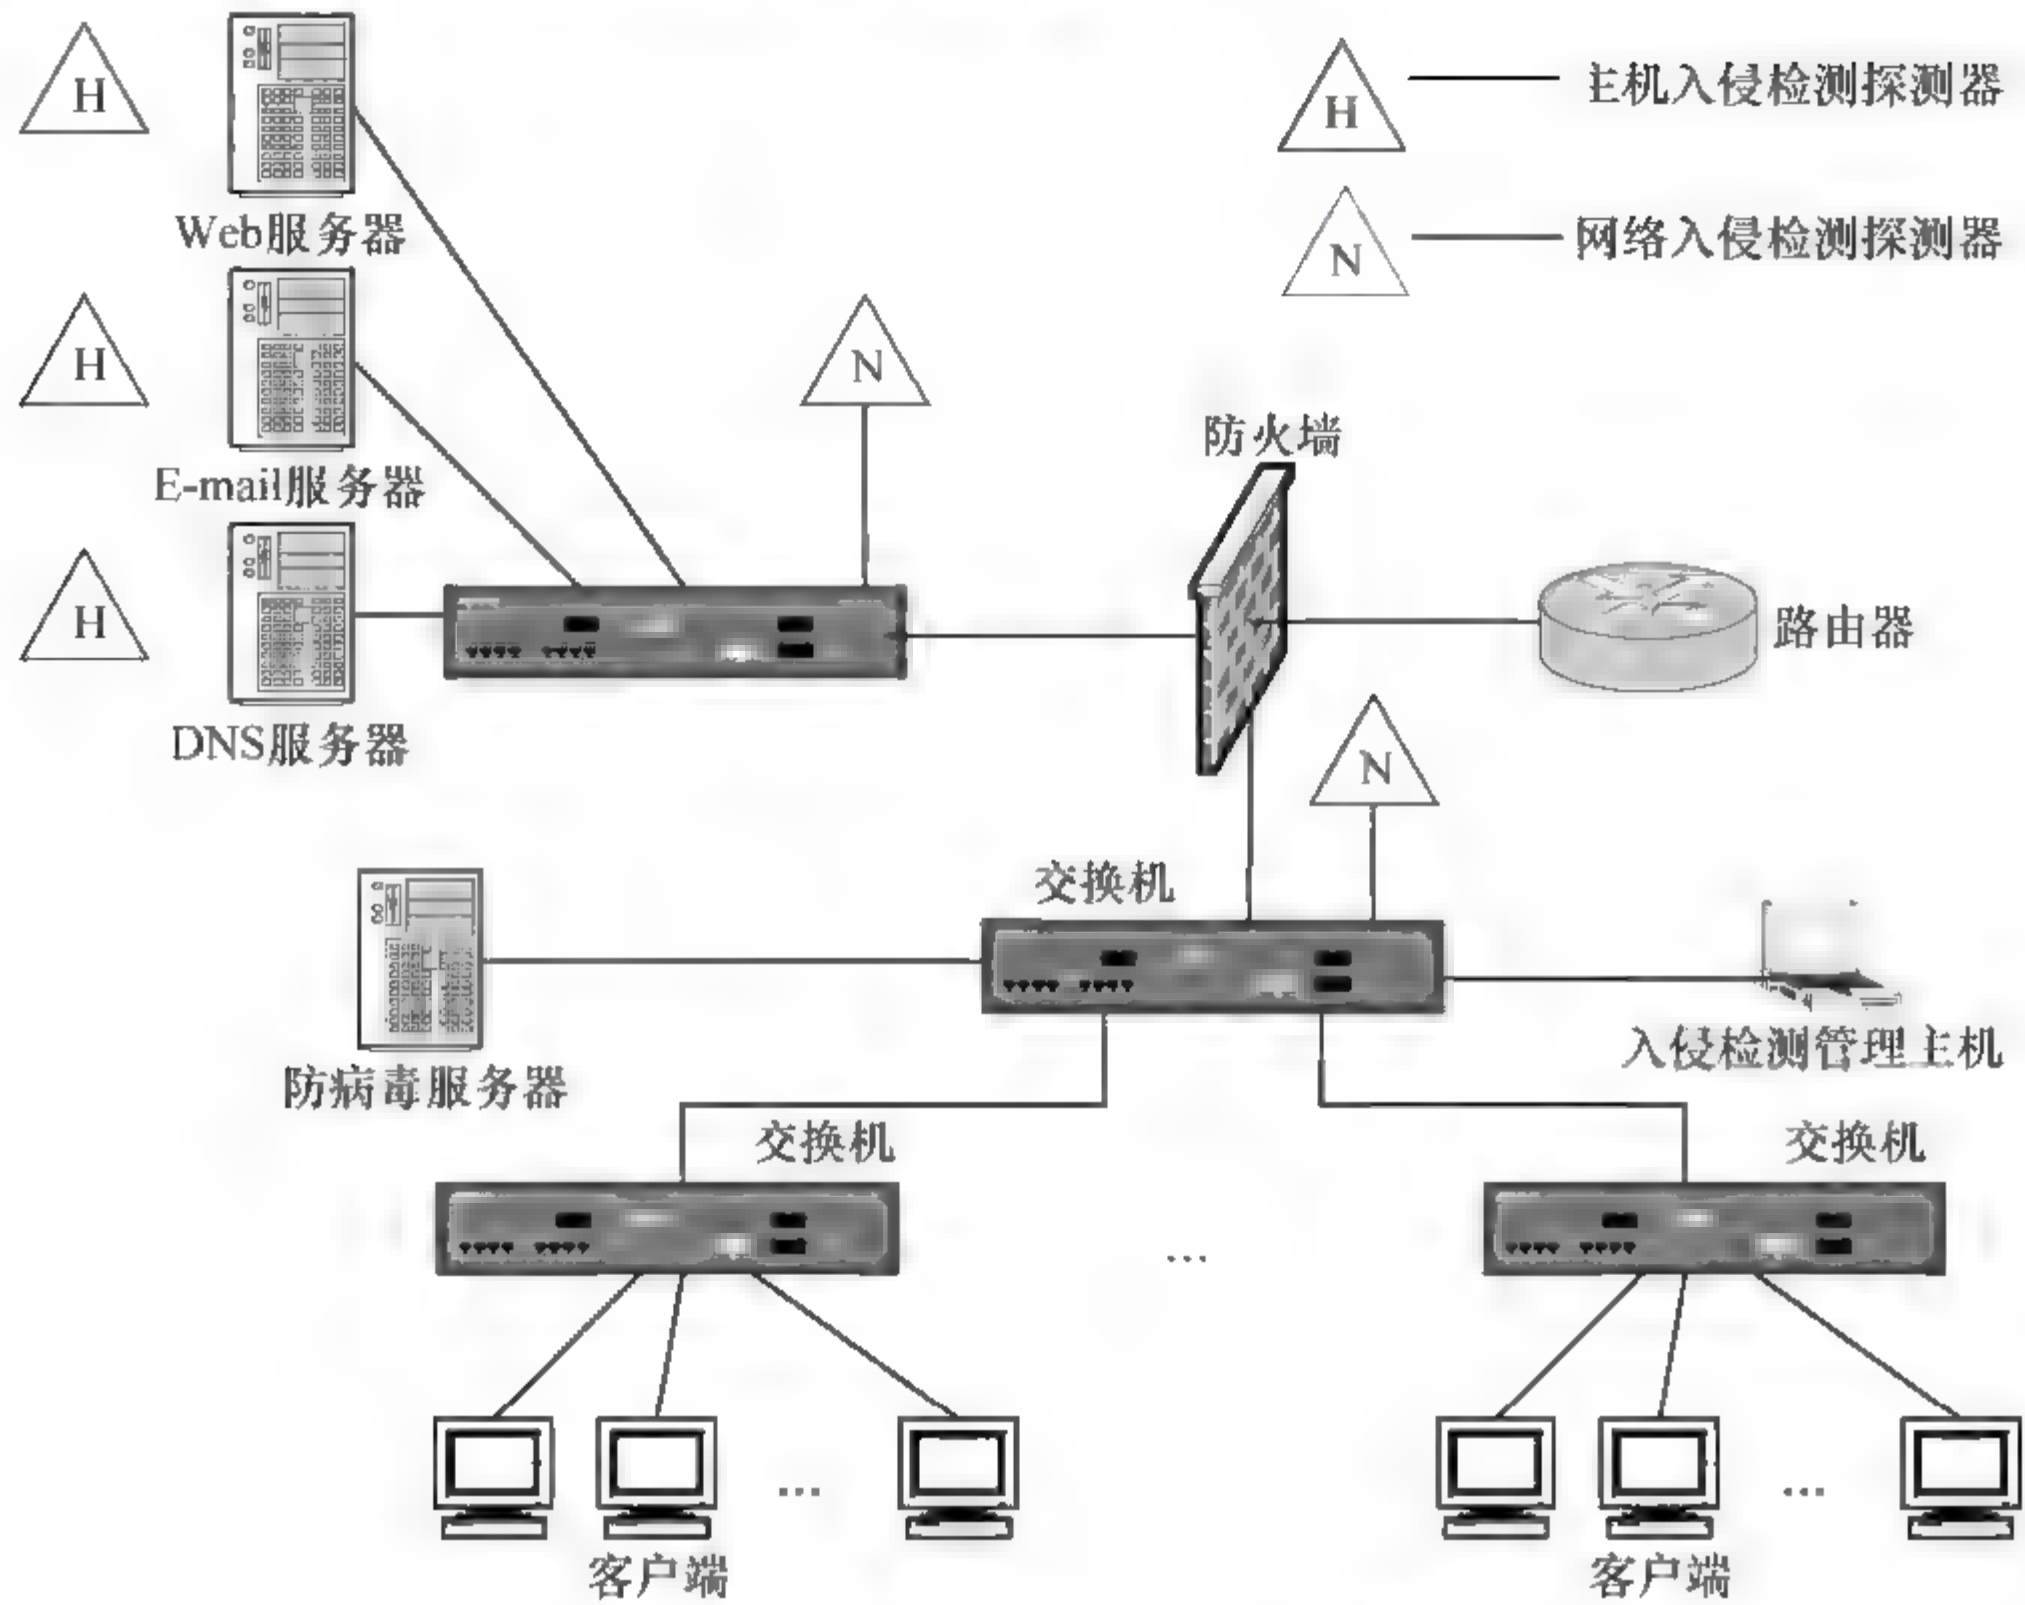 H
Web服务器
H
主机入侵检测探测器
N
网络入侵检测探测器
H
E-mail服务器
N
防火墙
H
DNS服务器
路由器
N
交换机
防病毒服务器
入侵检测管理主机
交换机
交换机
...
...
...
客户端
客户端